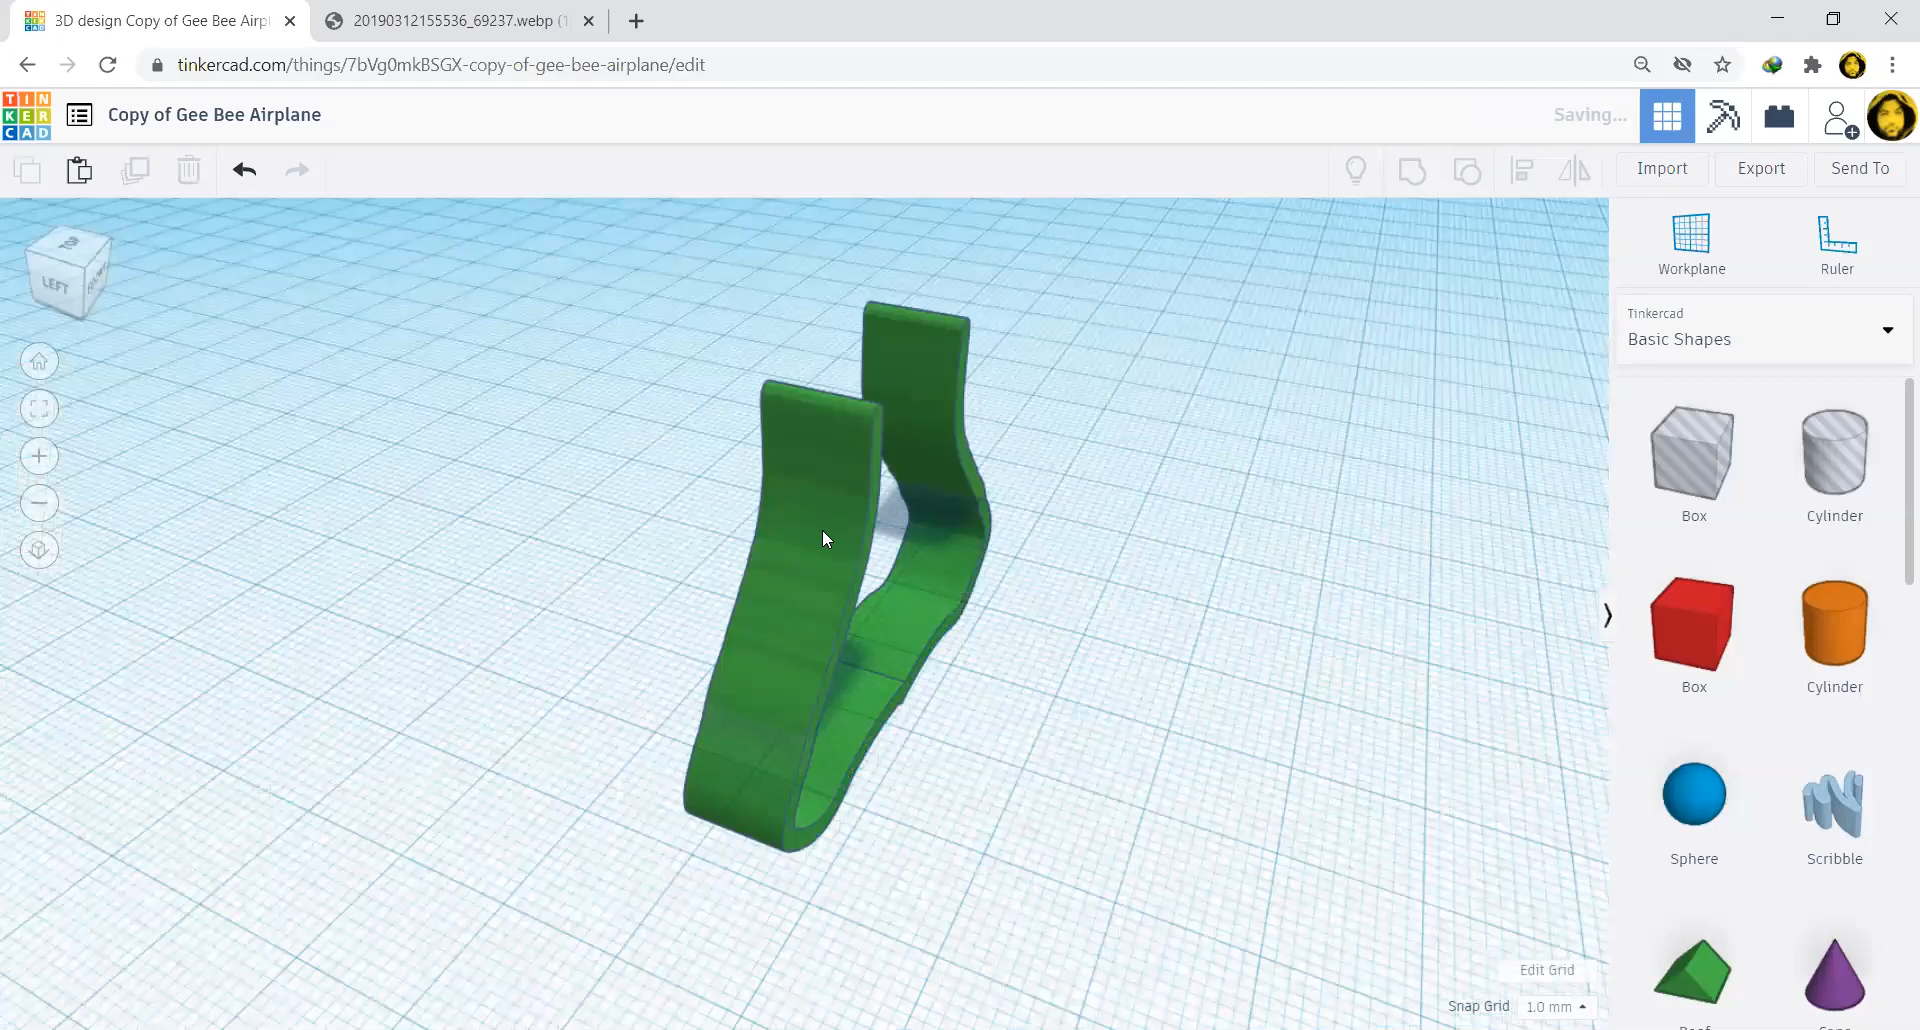 3D design Copy of Gee Bee Airpl
20190312155536_69237.webp (1
tinkercad.com/things/7bVg0mkBSGX-copy-of-gee-bee-airplane/edit
TIN
KER
CAD
Copy of Gee Bee Airplane
Saving...
Import
Export
Send To
TOP
LEFT
Workplane
Ruler
Tinkercad
Basic Shapes
Box
Cylinder
Box
Cylinder
Sphere
Scribble
Edit Grid
Snap Grid
1.0 mm